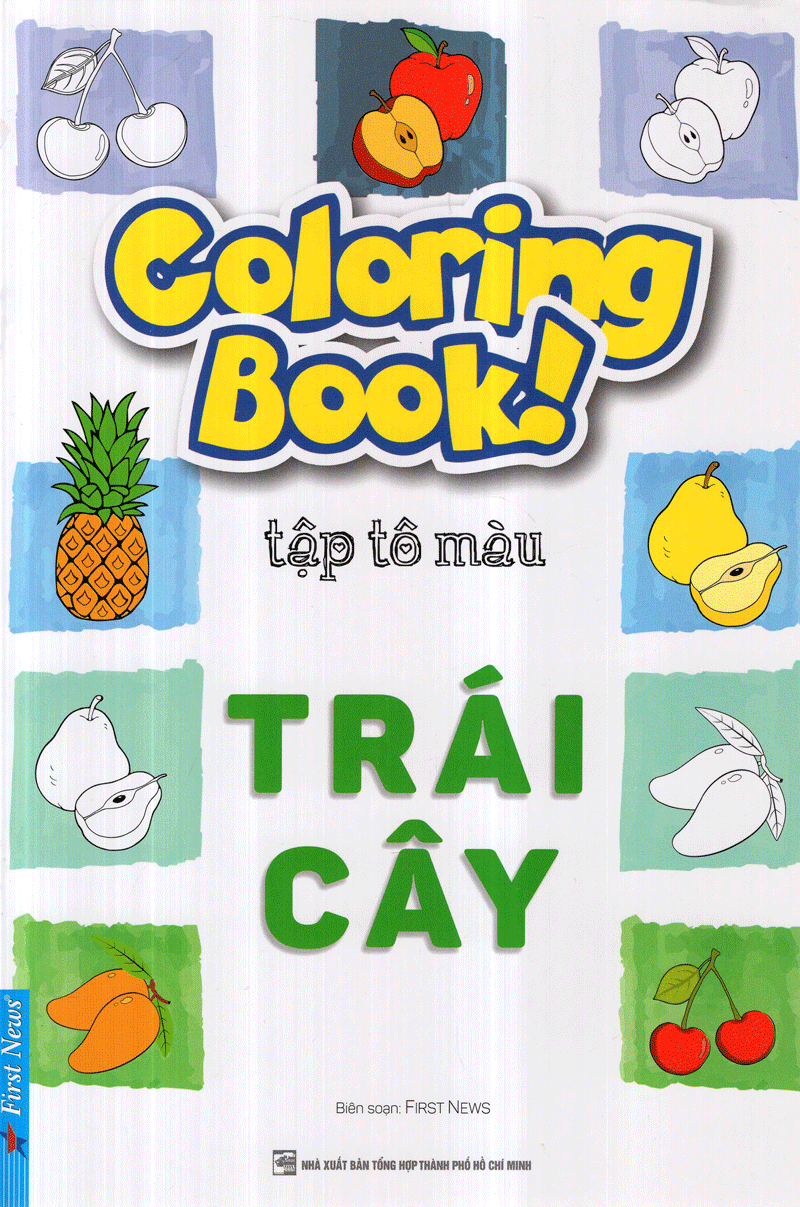 Coloring
Book!
tập tô màu
TRÁI
CÂY
Biên soạn: FIRST NEWS
NHÀ XUẤT BẢN TỔNG HỢP THÀNH PHỐ HỒ CHÍ MINH
First News®